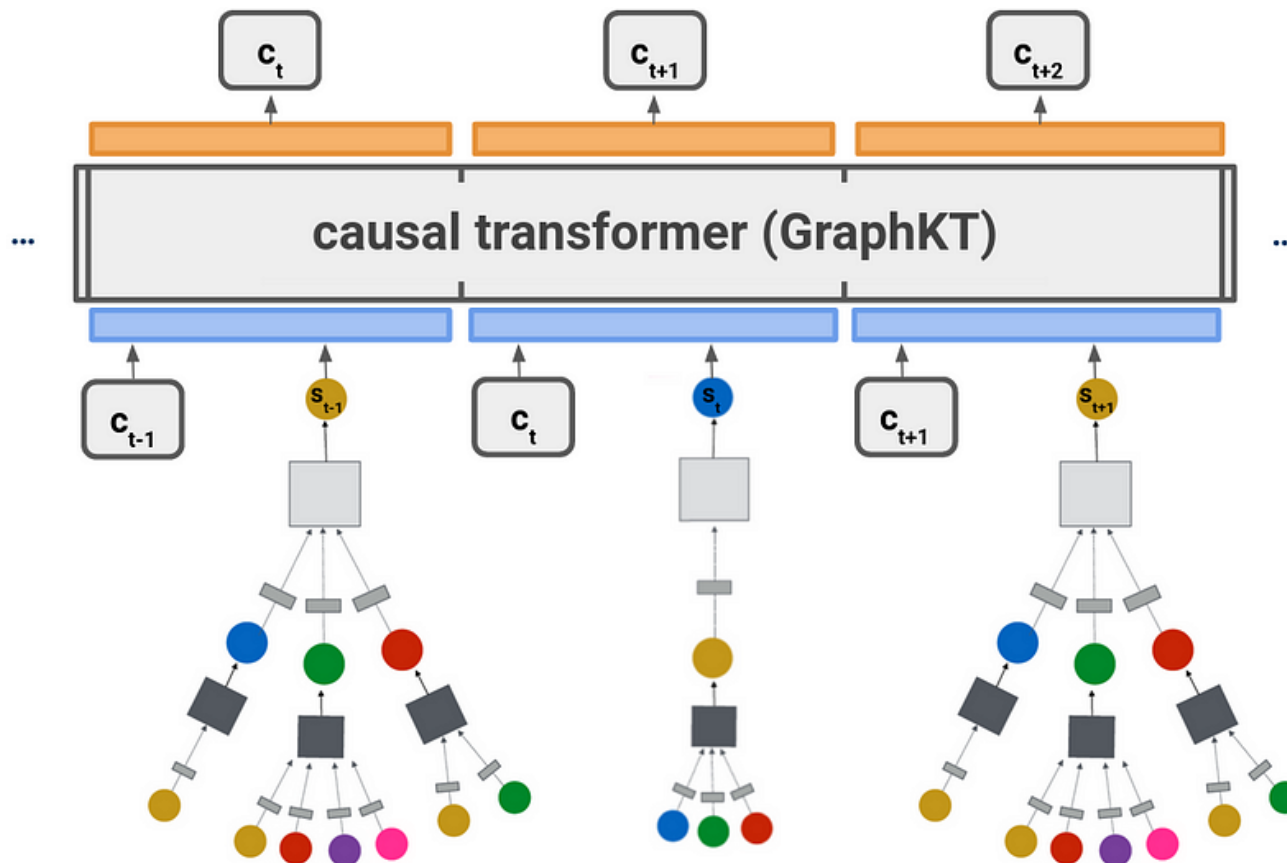 c t
c t+1
c t+2
...
causal transformer (GraphKT)
..
s t-1
s t
s t+1
c t-1
c t
c t+1